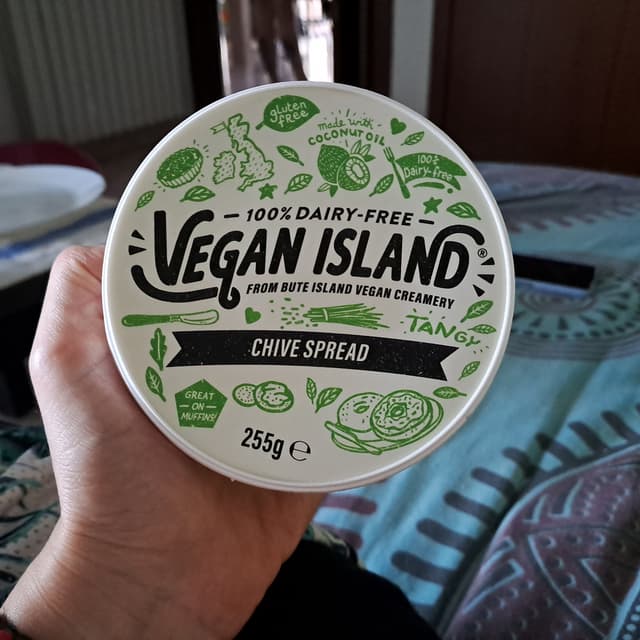 gluten
free
made with
COCONUT OIL
100%
Dairy-free
100% DAIRY-FREE
VEGAN ISLAND®
FROM BUTE ISLAND VEGAN CREAMERY
TANGY
CHIVE SPREAD
GREAT
ON
MUFFINS
255g ℮